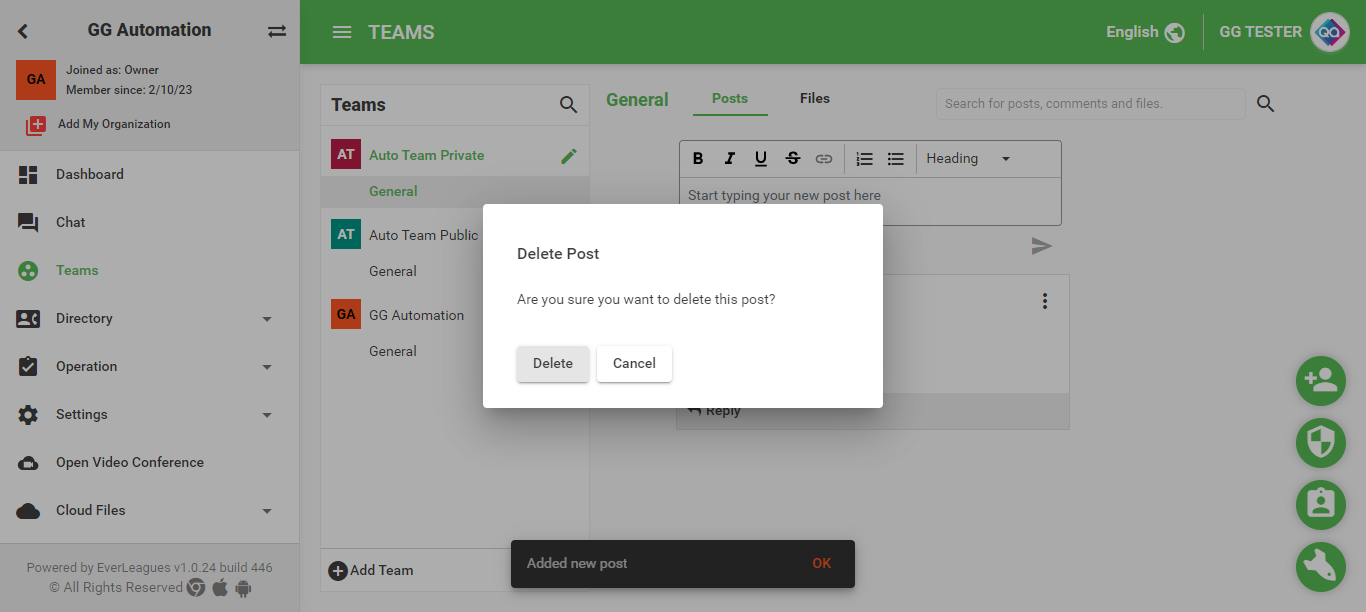 GG Automation
GA
Joined as: Owner
Member since: 2/10/23
Add My Organization
Dashboard
Chat
Teams
Directory
Operation
Settings
Open Video Conference
Cloud Files
Powered by EverLeagues v1.0.24 build 446
© All Rights Reserved
TEAMS
English
GG TESTER
QA
Teams
AT Auto Team Private
General
AT Auto Team Public
General
GA GG Automation
General
Add Team
General
Posts
Files
Search for posts, comments and files.
B I U S
Heading
Start typing your new post here
Delete Post
Are you sure you want to delete this post?
Delete
Cancel
Reply
Added new post
OK